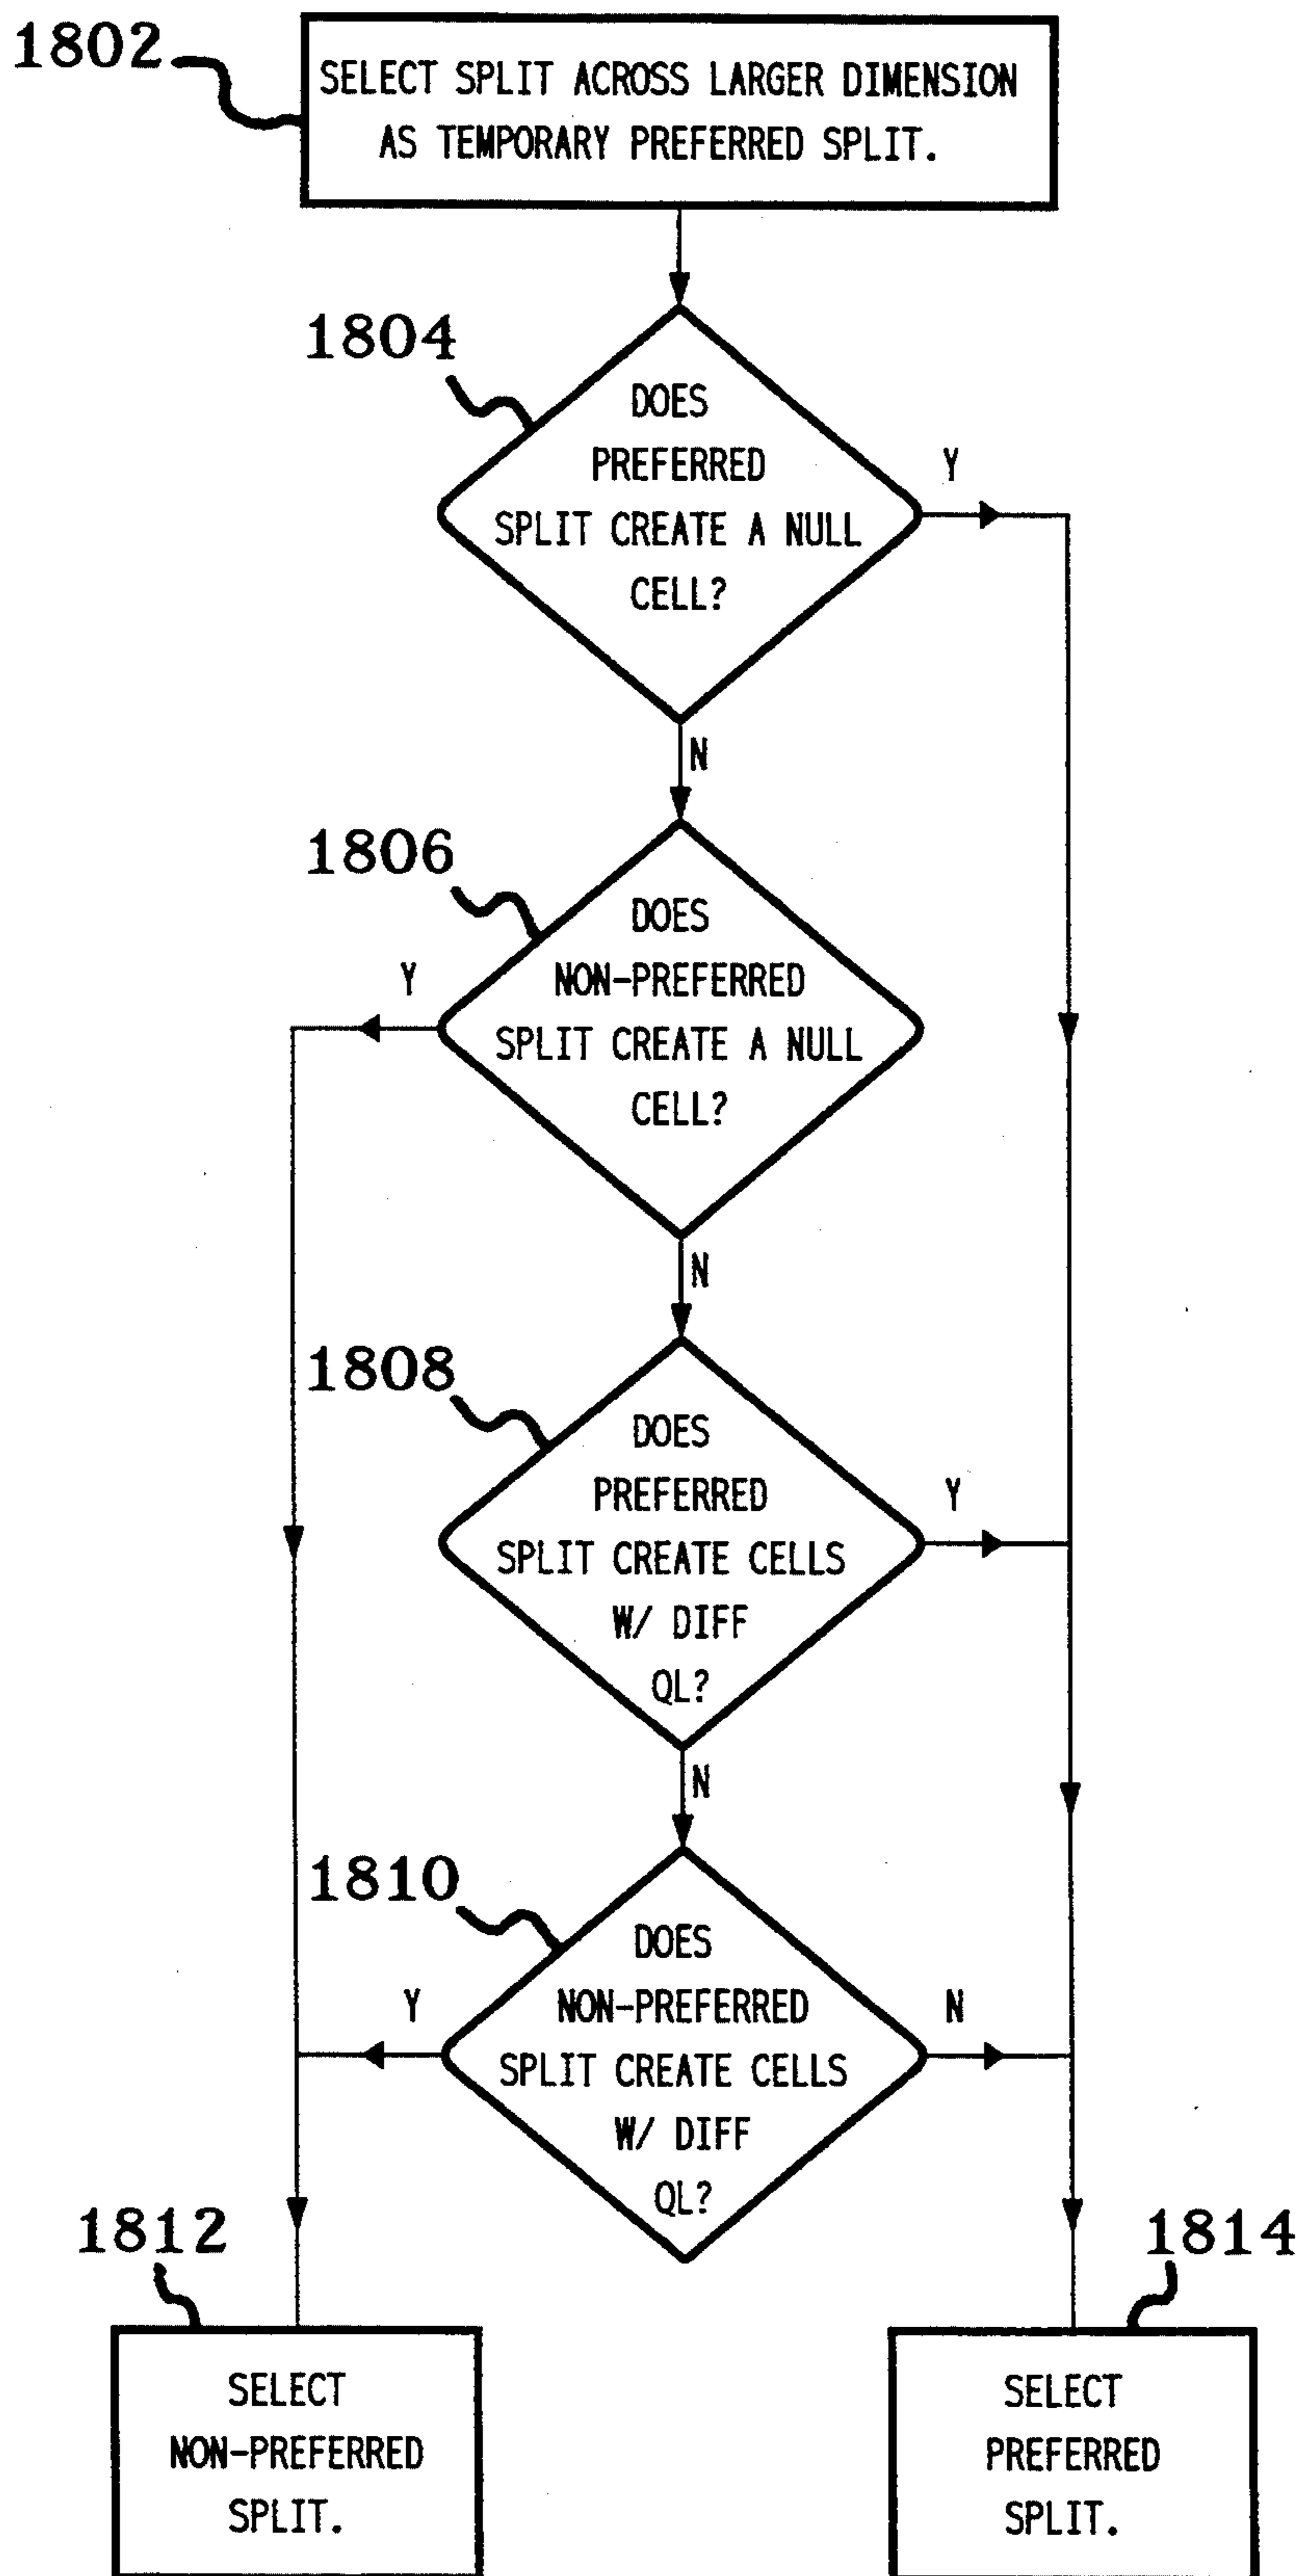 1802
SELECT SPLIT ACROSS LARGER DIMENSION
AS TEMPORARY PREFERRED SPLIT.
1804
DOES
PREFERRED
SPLIT CREATE A NULL
CELL?
Y
N
1806
DOES
NON-PREFERRED
SPLIT CREATE A NULL
CELL?
Y
N
1808
DOES
PREFERRED
SPLIT CREATE CELLS
W/ DIFF
QL?
Y
N
1810
DOES
NON-PREFERRED
SPLIT CREATE CELLS
W/ DIFF
QL?
Y
N
1812
SELECT
NON-PREFERRED
SPLIT.
1814
SELECT
PREFERRED
SPLIT.